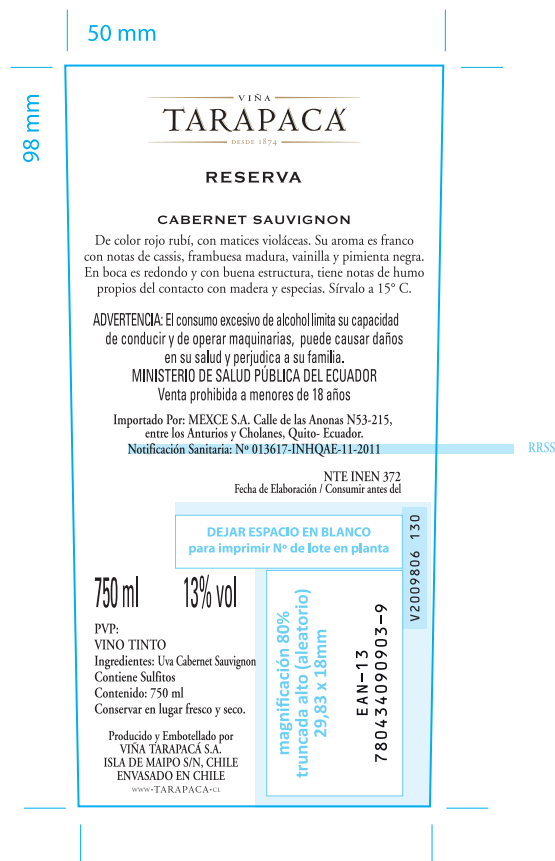 50 mm
98 mm
VIÑA
TARAPACÁ
DESDE 1874
RESERVA
CABERNET SAUVIGNON
De color rojo rubí, con matices violáceas. Su aroma es franco
con notas de cassis, frambuesa madura, vainilla y pimienta negra.
En boca es redondo y con buena estructura, tiene notas de humo
propios del contacto con madera y especias. Sírvalo a 15° C.
ADVERTENCIA: El consumo excesivo de alcohol limita su capacidad
de conducir y de operar maquinarias, puede causar daños
en su salud y perjudica a su familia.
MINISTERIO DE SALUD PÚBLICA DEL ECUADOR
Venta prohibida a menores de 18 años
Importado Por: MEXCE S.A. Calle de las Anonas N53-215,
entre los Anturios y Cholanes, Quito- Ecuador.
Notificación Sanitaria: Nº 013617-INHQAE-11-2011
RRSS
NTE INEN 372
Fecha de Elaboración / Consumir antes del
DEJAR ESPACIO EN BLANCO
para imprimir Nº de lote en planta
V2009806 130
750 ml 13% vol
PVP:
VINO TINTO
Ingredientes: Uva Cabernet Sauvignon
Contiene Sulfitos
Contenido: 750 ml
Conservar en lugar fresco y seco.
Producido y Embotellado por
VIÑA TARAPACÁ S.A.
ISLA DE MAIPO S/N, CHILE
ENVASADO EN CHILE
WWW•TARAPACA•CL
magnificación 80%
truncada alto (aleatorio)
29,83 x 18mm
EAN-13
780434090903-9